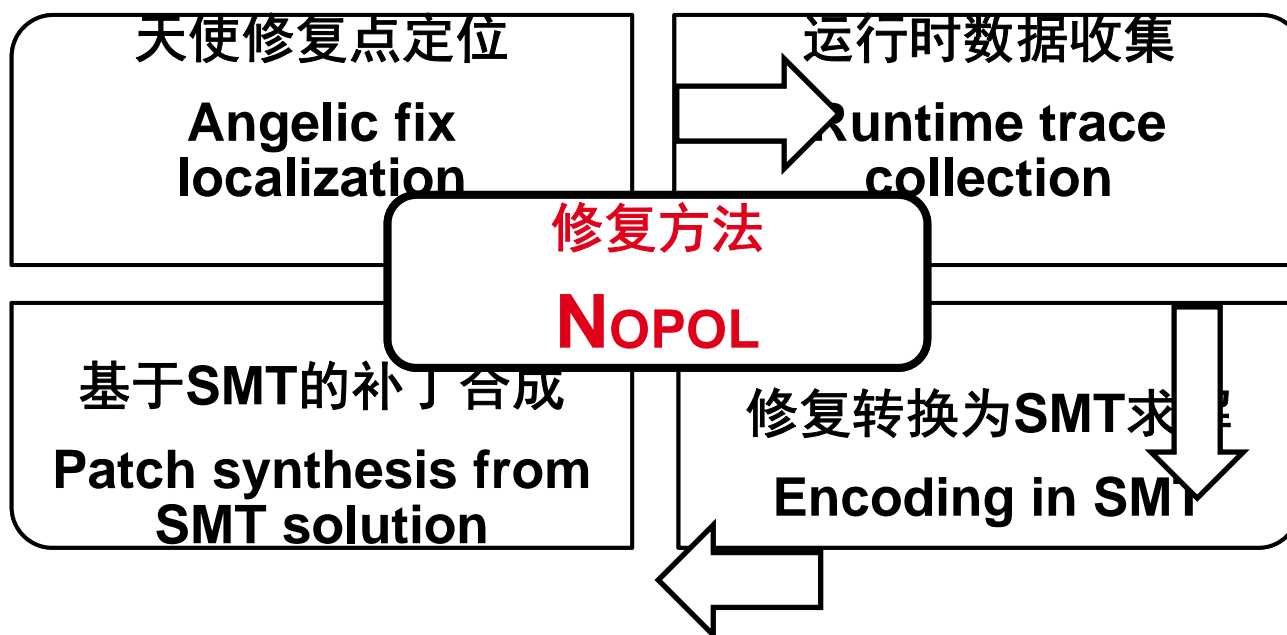 天使修复点定位
Angelic fix
localization
运行时数据收集
Runtime trace
collection
修复方法
NOPOL
基于SMT的补丁合成
Patch synthesis from
SMT solution
修复转换为SMT求解
Encoding in SMT